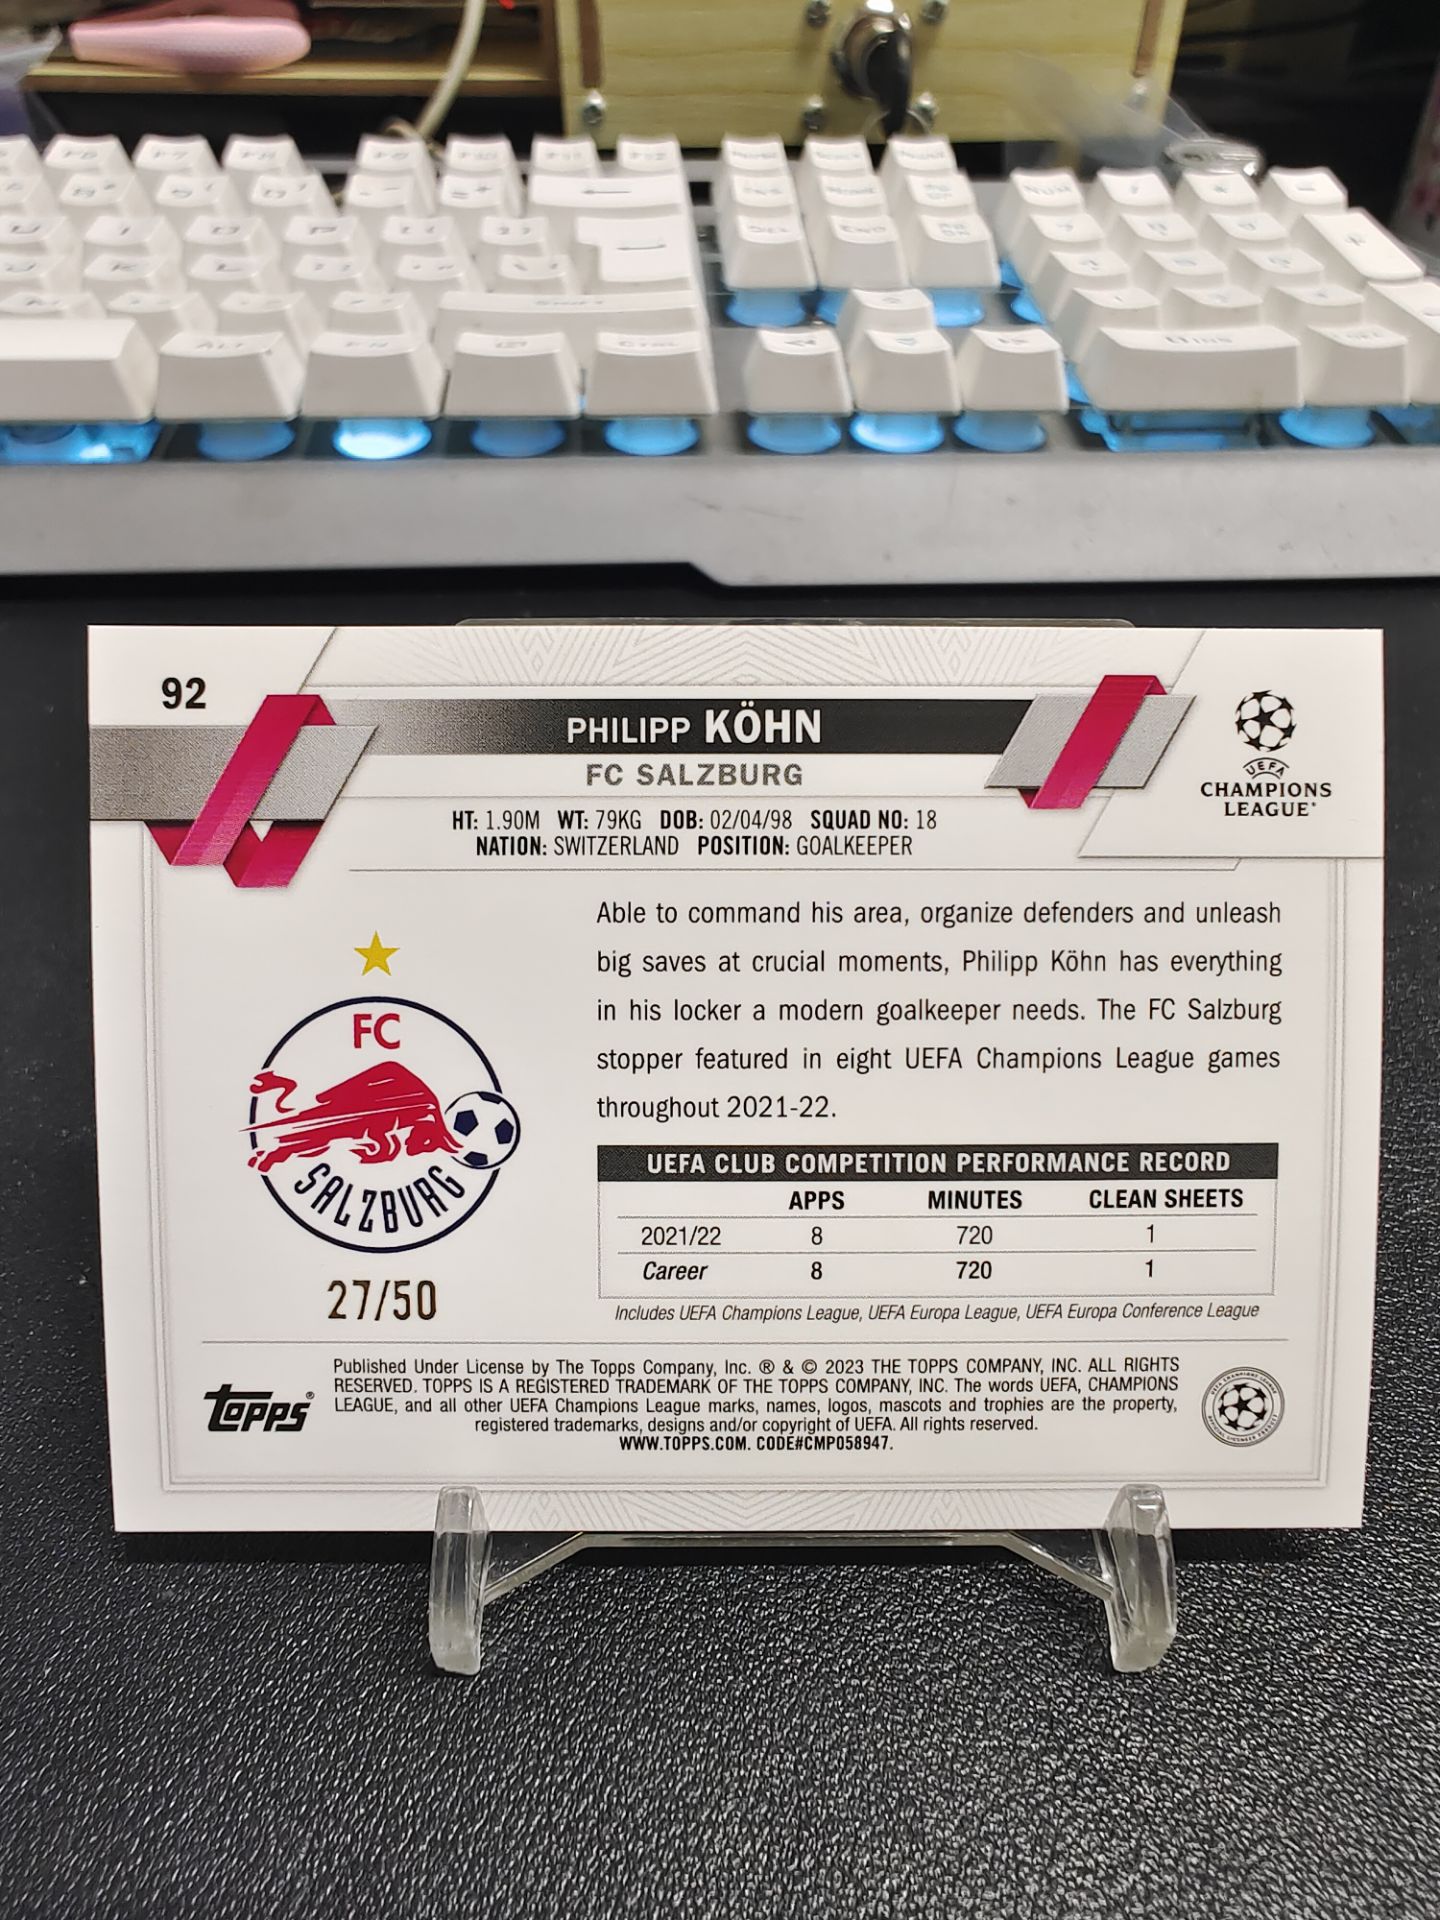 92
PHILIPP KÖHN
FC SALZBURG
UEFA
CHAMPIONS
LEAGUE
HT: 1.90M WT: 79KG DOB: 02/04/98 SQUAD NO: 18
NATION: SWITZERLAND POSITION: GOALKEEPER
Able to command his area, organize defenders and unleash
big saves at crucial moments, Philipp Köhn has everything
in his locker a modern goalkeeper needs. The FC Salzburg
stopper featured in eight UEFA Champions League games
throughout 2021-22.
FC
SALZBURG
27/50
UEFA CLUB COMPETITION PERFORMANCE RECORD
APPS MINUTES CLEAN SHEETS
2021/22 8 720 1
Career 8 720 1
Includes UEFA Champions League, UEFA Europa League, UEFA Europa Conference League
Topps®
Published Under License by The Topps Company, Inc. ® & © 2023 THE TOPPS COMPANY, INC. ALL RIGHTS
RESERVED. TOPPS IS A REGISTERED TRADEMARK OF THE TOPPS COMPANY, INC. The words UEFA, CHAMPIONS
LEAGUE, and all other UEFA Champions League marks, names, logos, mascots and trophies are the property,
registered trademarks, designs and/or copyright of UEFA. All rights reserved.
WWW.TOPPS.COM. CODE#CMP058947.